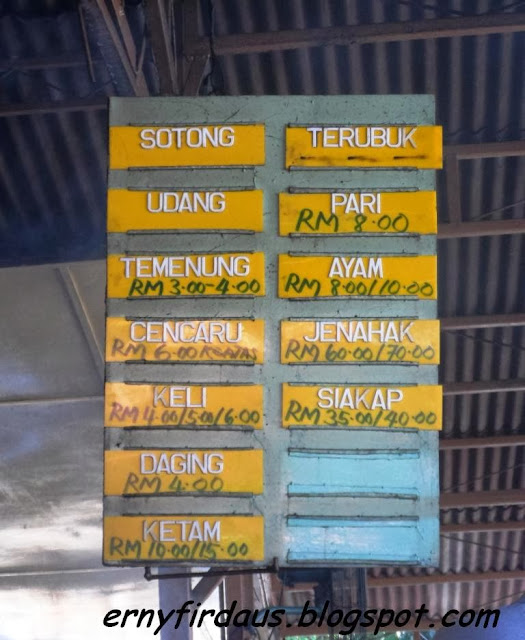 SOTONG
UDANG
TEMENUNG
RM 3.00-4.00
CENCARU
RM 6.00 KEATAS
KELI
RM 4.00/5.00/6.00
DAGING
RM 4.00
KETAM
RM 10.00/15.00
TERUBUK
PARI
RM 8.00
AYAM
RM 8.00/10.00
JENAHAK
RM 60.00/70.00
SIAKAP
RM 35.00/40.00
ernyfirdaus.blogspot.com